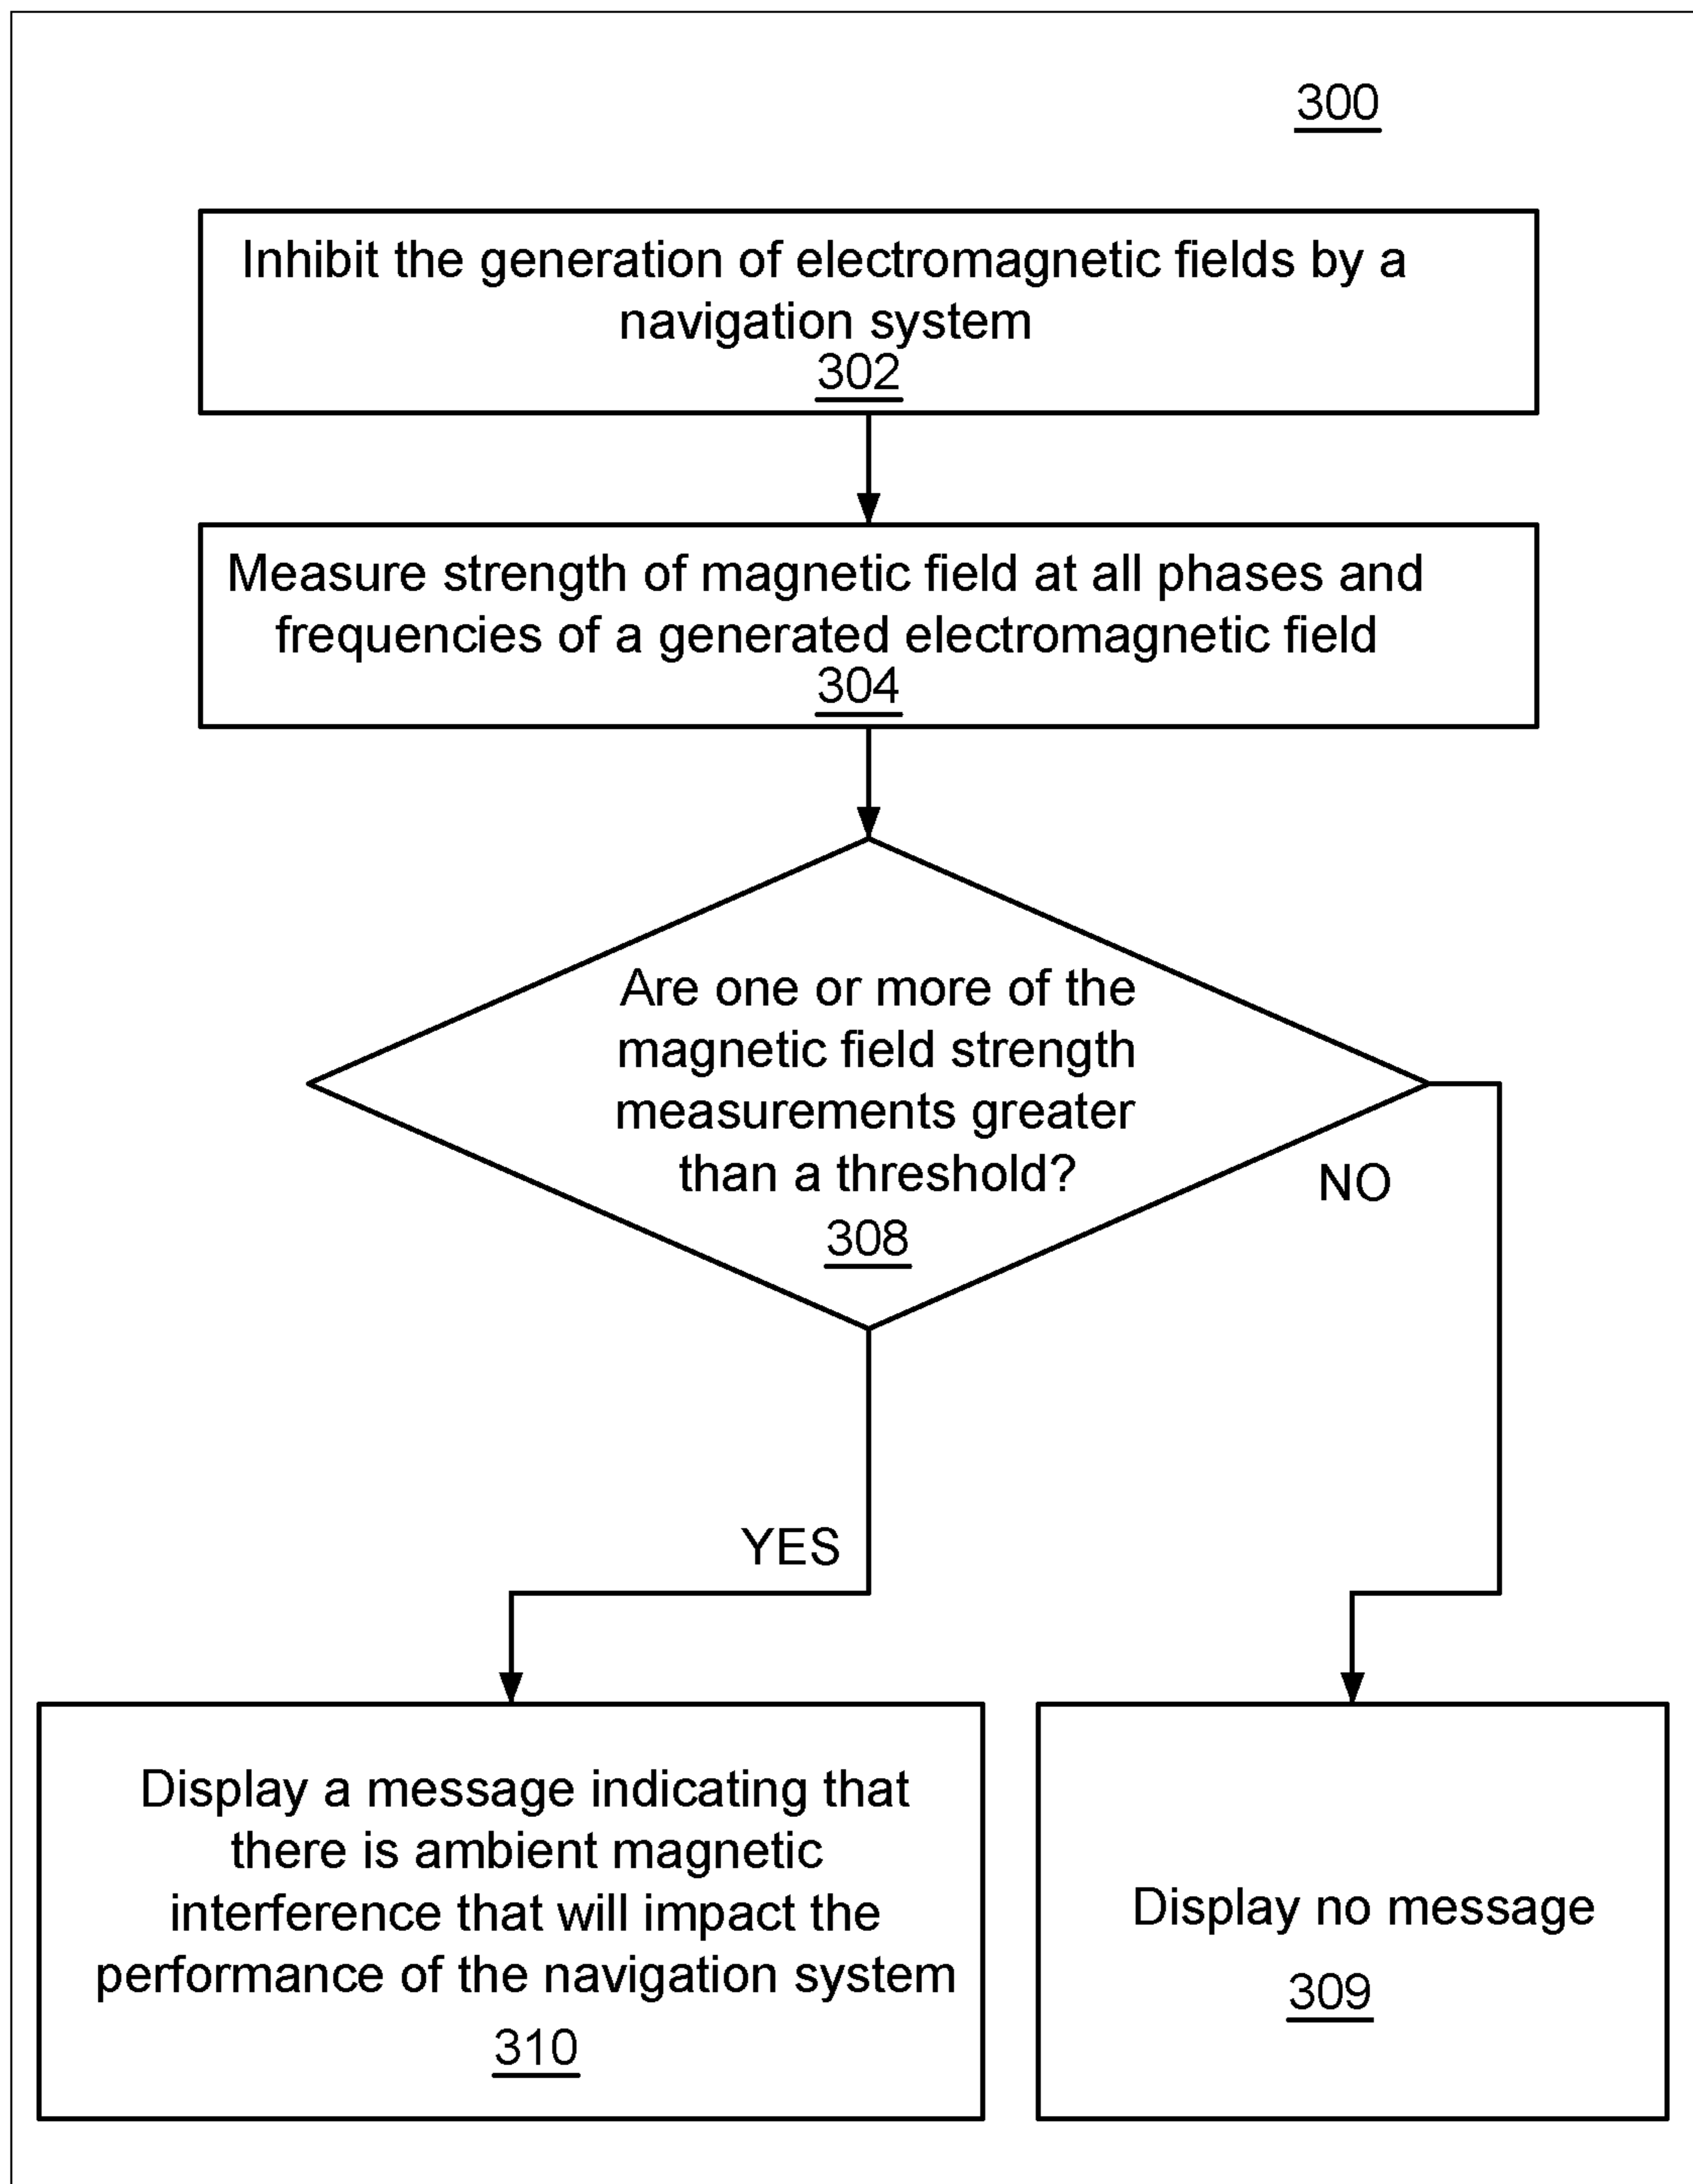 300
Inhibit the generation of electromagnetic fields by a
navigation system
302
Measure strength of magnetic field at all phases and
frequencies of a generated electromagnetic field
304
Are one or more of the
magnetic field strength
measurements greater
than a threshold?
308
NO
YES
Display a message indicating that
there is ambient magnetic
interference that will impact the
performance of the navigation system
310
Display no message
309